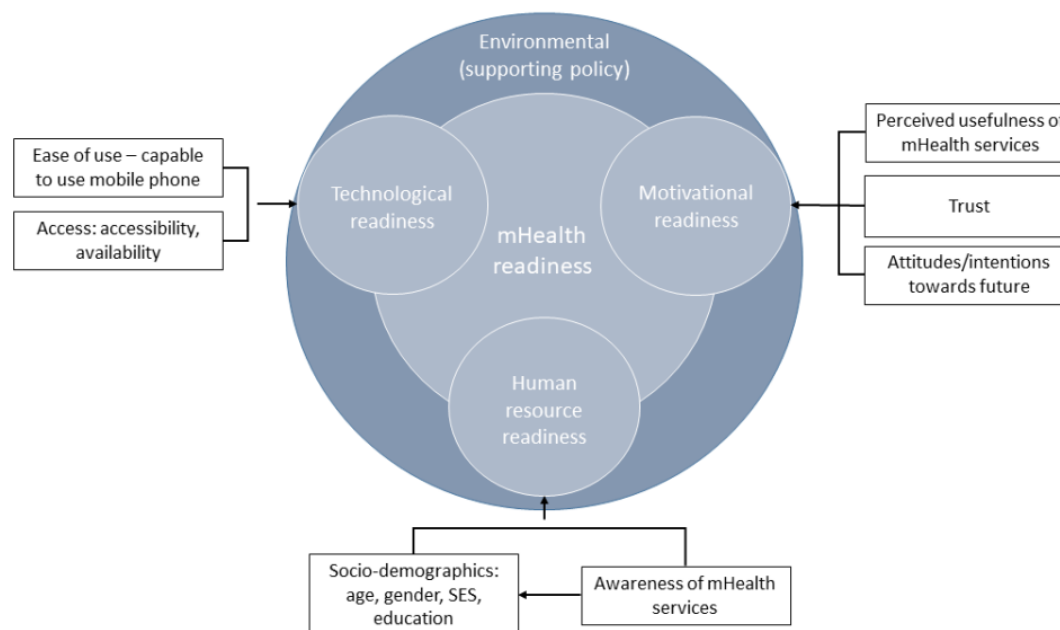 Environmental
(supporting policy)
Ease of use – capable
to use mobile phone
Access: accessibility,
availability
Technological
readiness
mHealth
readiness
Motivational
readiness
Perceived usefulness of
mHealth services
Trust
Attitudes/intentions
towards future
Human
resource
readiness
Socio-demographics:
age, gender, SES,
education
Awareness of mHealth
services